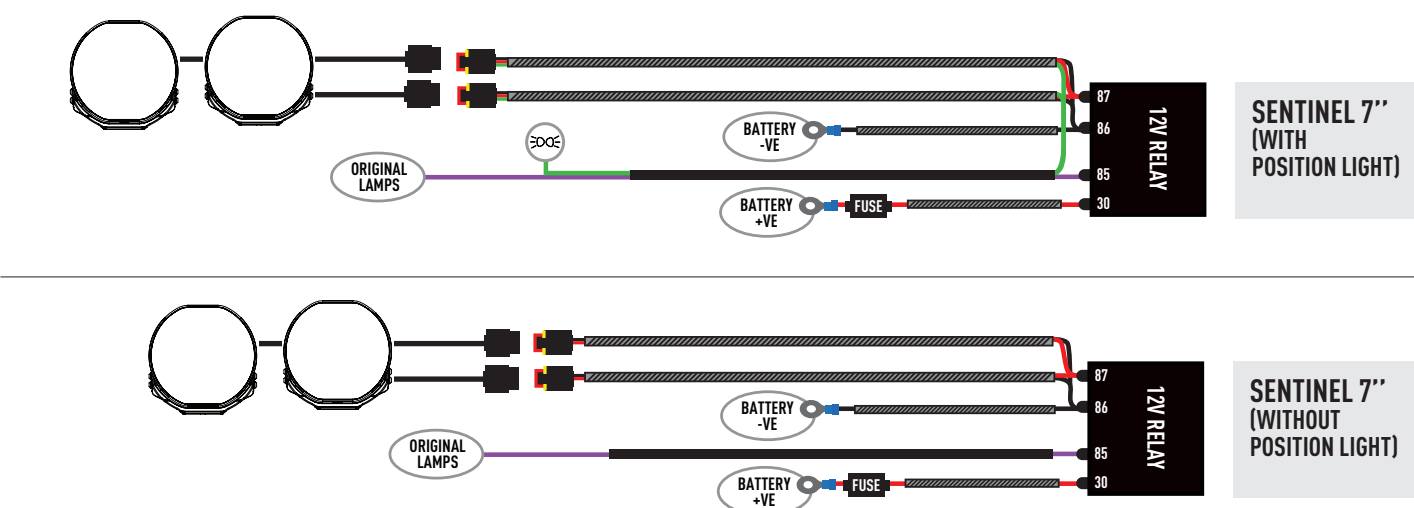 87
BATTERY
-VE
86
12V RELAY
SENTINEL 7’’
(WITH
POSITION LIGHT)
ORIGINAL
LAMPS
85
BATTERY
+VE
FUSE
30
87
BATTERY
-VE
86
12V RELAY
SENTINEL 7’’
(WITHOUT
POSITION LIGHT)
ORIGINAL
LAMPS
85
BATTERY
+VE
FUSE
30